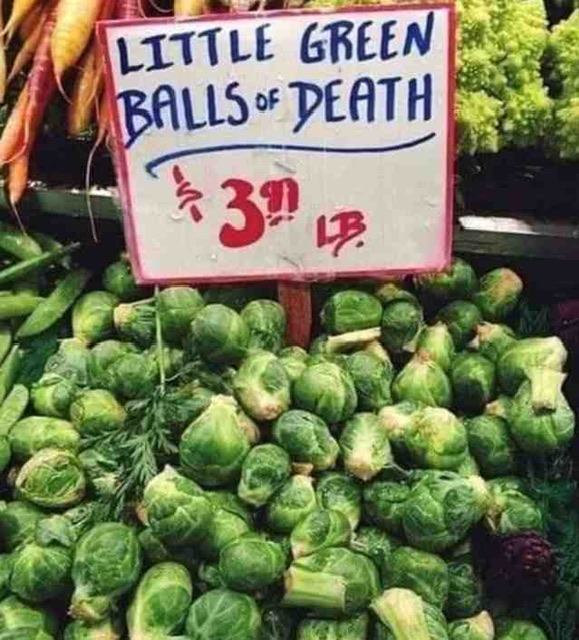 LITTLE GREEN
BALLS OF DEATH
$3.99 LB.